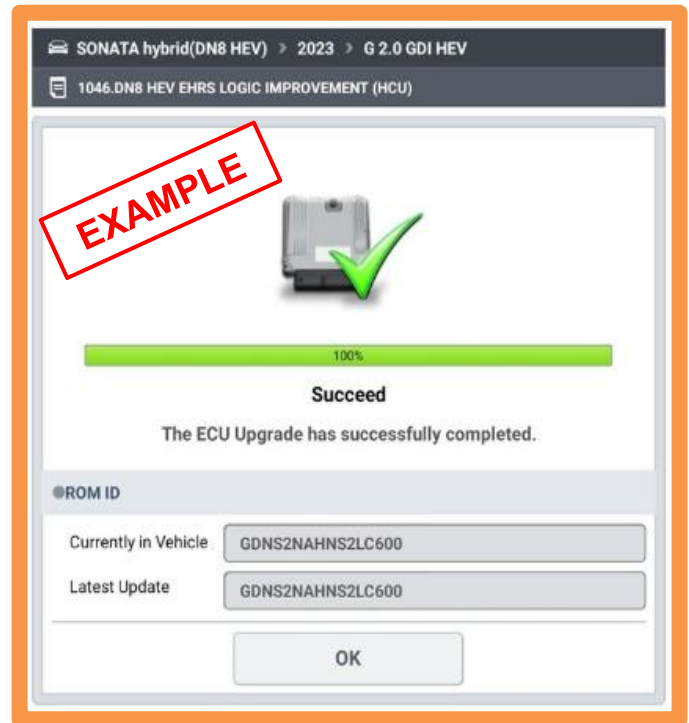 SONATA hybrid(DN8 HEV) > 2023 > G 2.0 GDI HEV
1046.DN8 HEV EHRS LOGIC IMPROVEMENT (HCU)
EXAMPLE
100%
Succeed
The ECU Upgrade has successfully completed.
ROM ID
Currently in Vehicle GDNS2NAHNS2LC600
Latest Update GDNS2NAHNS2LC600
OK